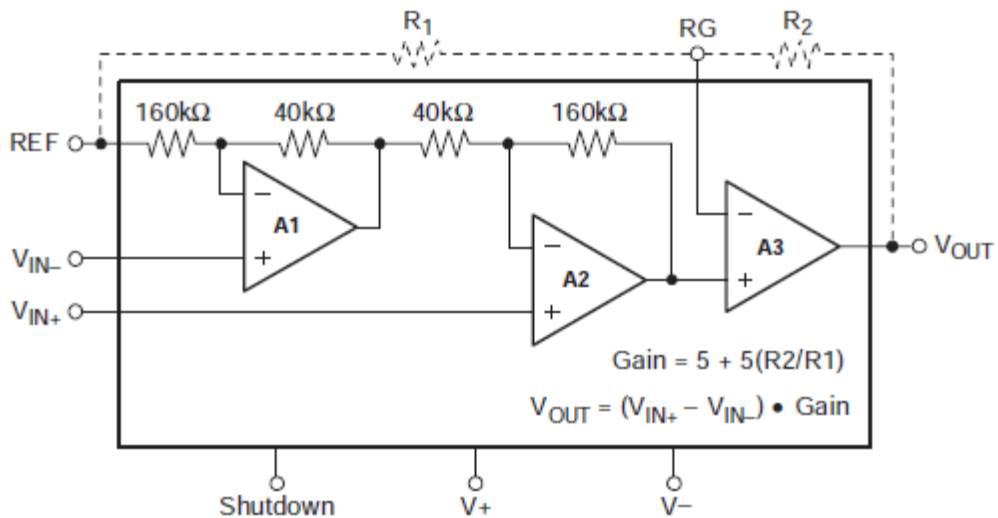 R1 RG R2
160kΩ 40kΩ 40kΩ 160kΩ
REF
A1
VIN–
A2
A3
VOUT
VIN+
Gain = 5 + 5(R2/R1)
VOUT = (VIN+ – VIN–) • Gain
Shutdown V+ V–